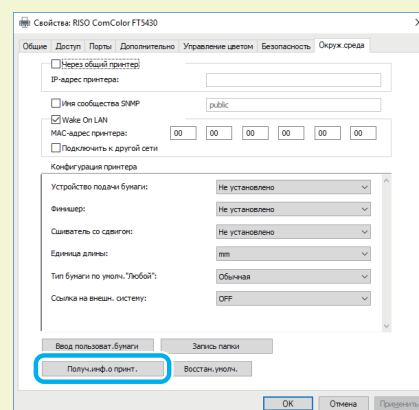 Свойства: RISO ComColor FT5430
Общие Доступ Порты Дополнительно Управление цветом Безопасность Окруж.среда
Через общий принтер
IP-адрес принтера:
Имя сообщества SNMP public
Wake On LAN
MAC-адрес принтера: 00 00 00 00 00 00
Подключить к другой сети
Конфигурация принтера
Устройство подачи бумаги: Не установлено
Финишер: Не установлено
Сшиватель со сдвигом: Не установлено
Единица длины: mm
Тип бумаги по умолч."Любой": Обычная
Ссылка на внешн. систему: OFF
Ввод пользоват.бумаги Запись папки
Получ.инф.о принт. Восстан.умолч.
OK Отмена Применить